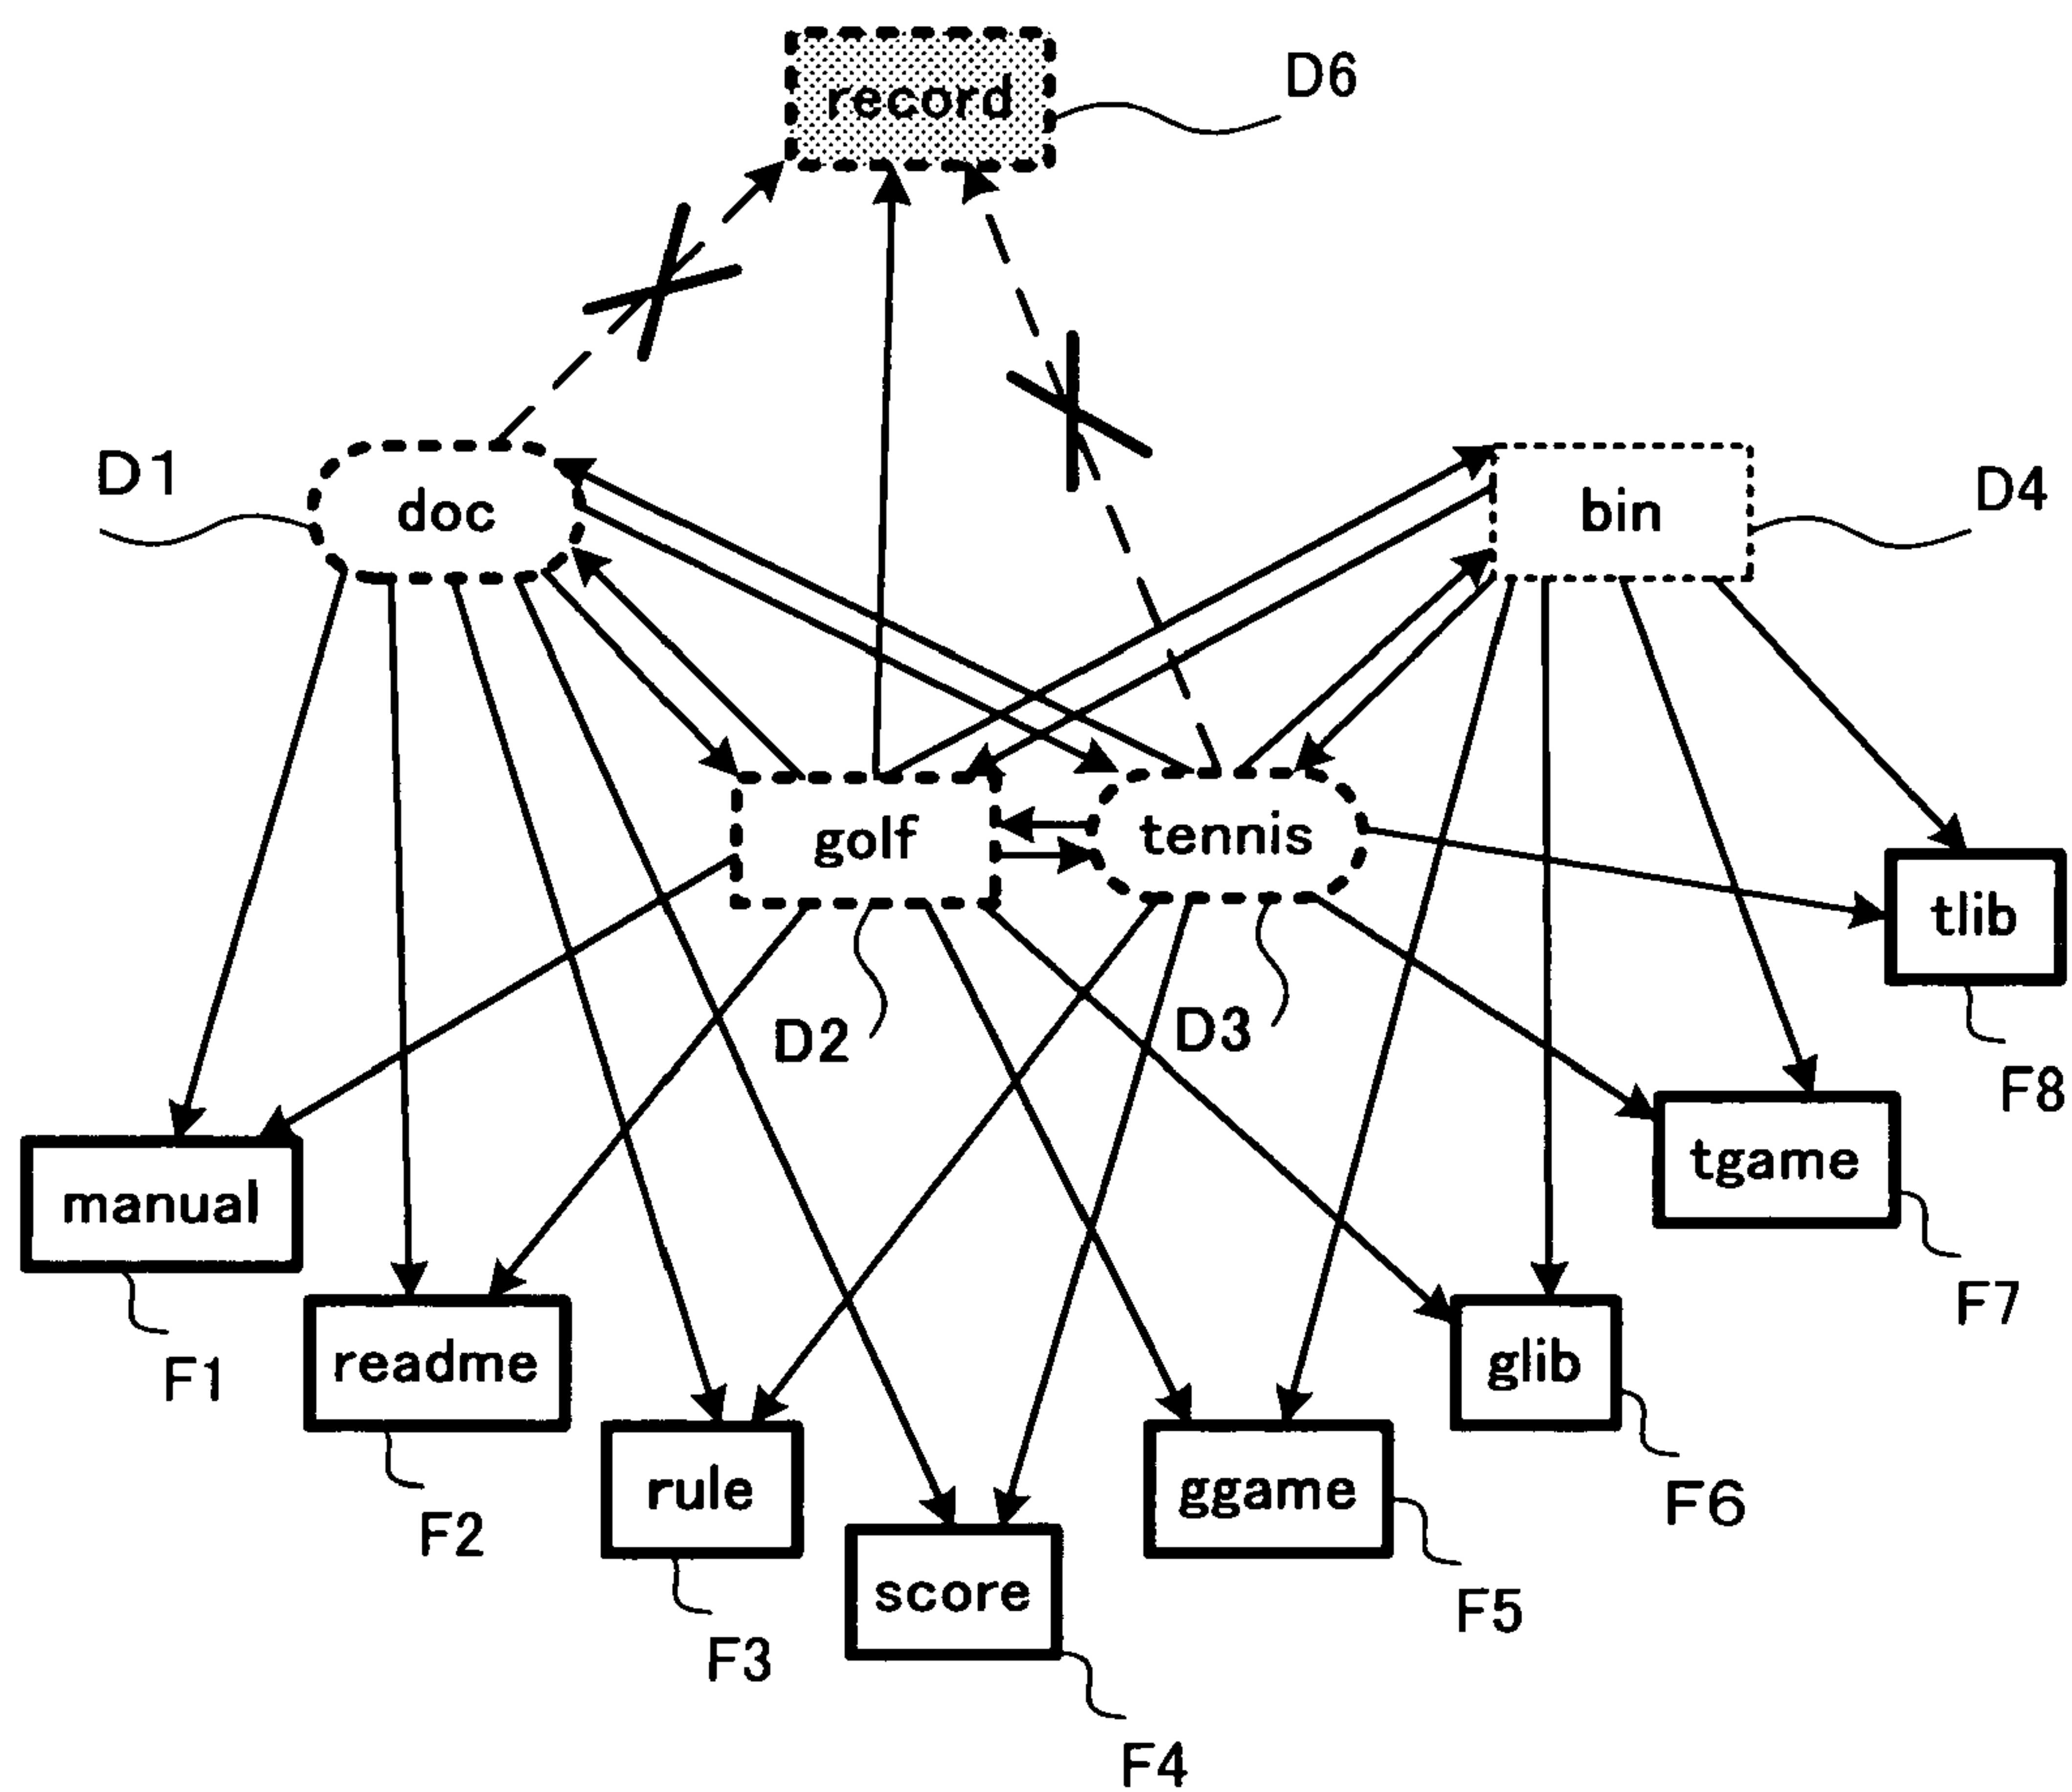 record
D6
D1
doc
bin
D4
golf
tennis
tlib
D2
D3
F8
manual
tgame
readme
glib
F7
F1
rule
ggame
F6
F2
score
F5
F3
F4